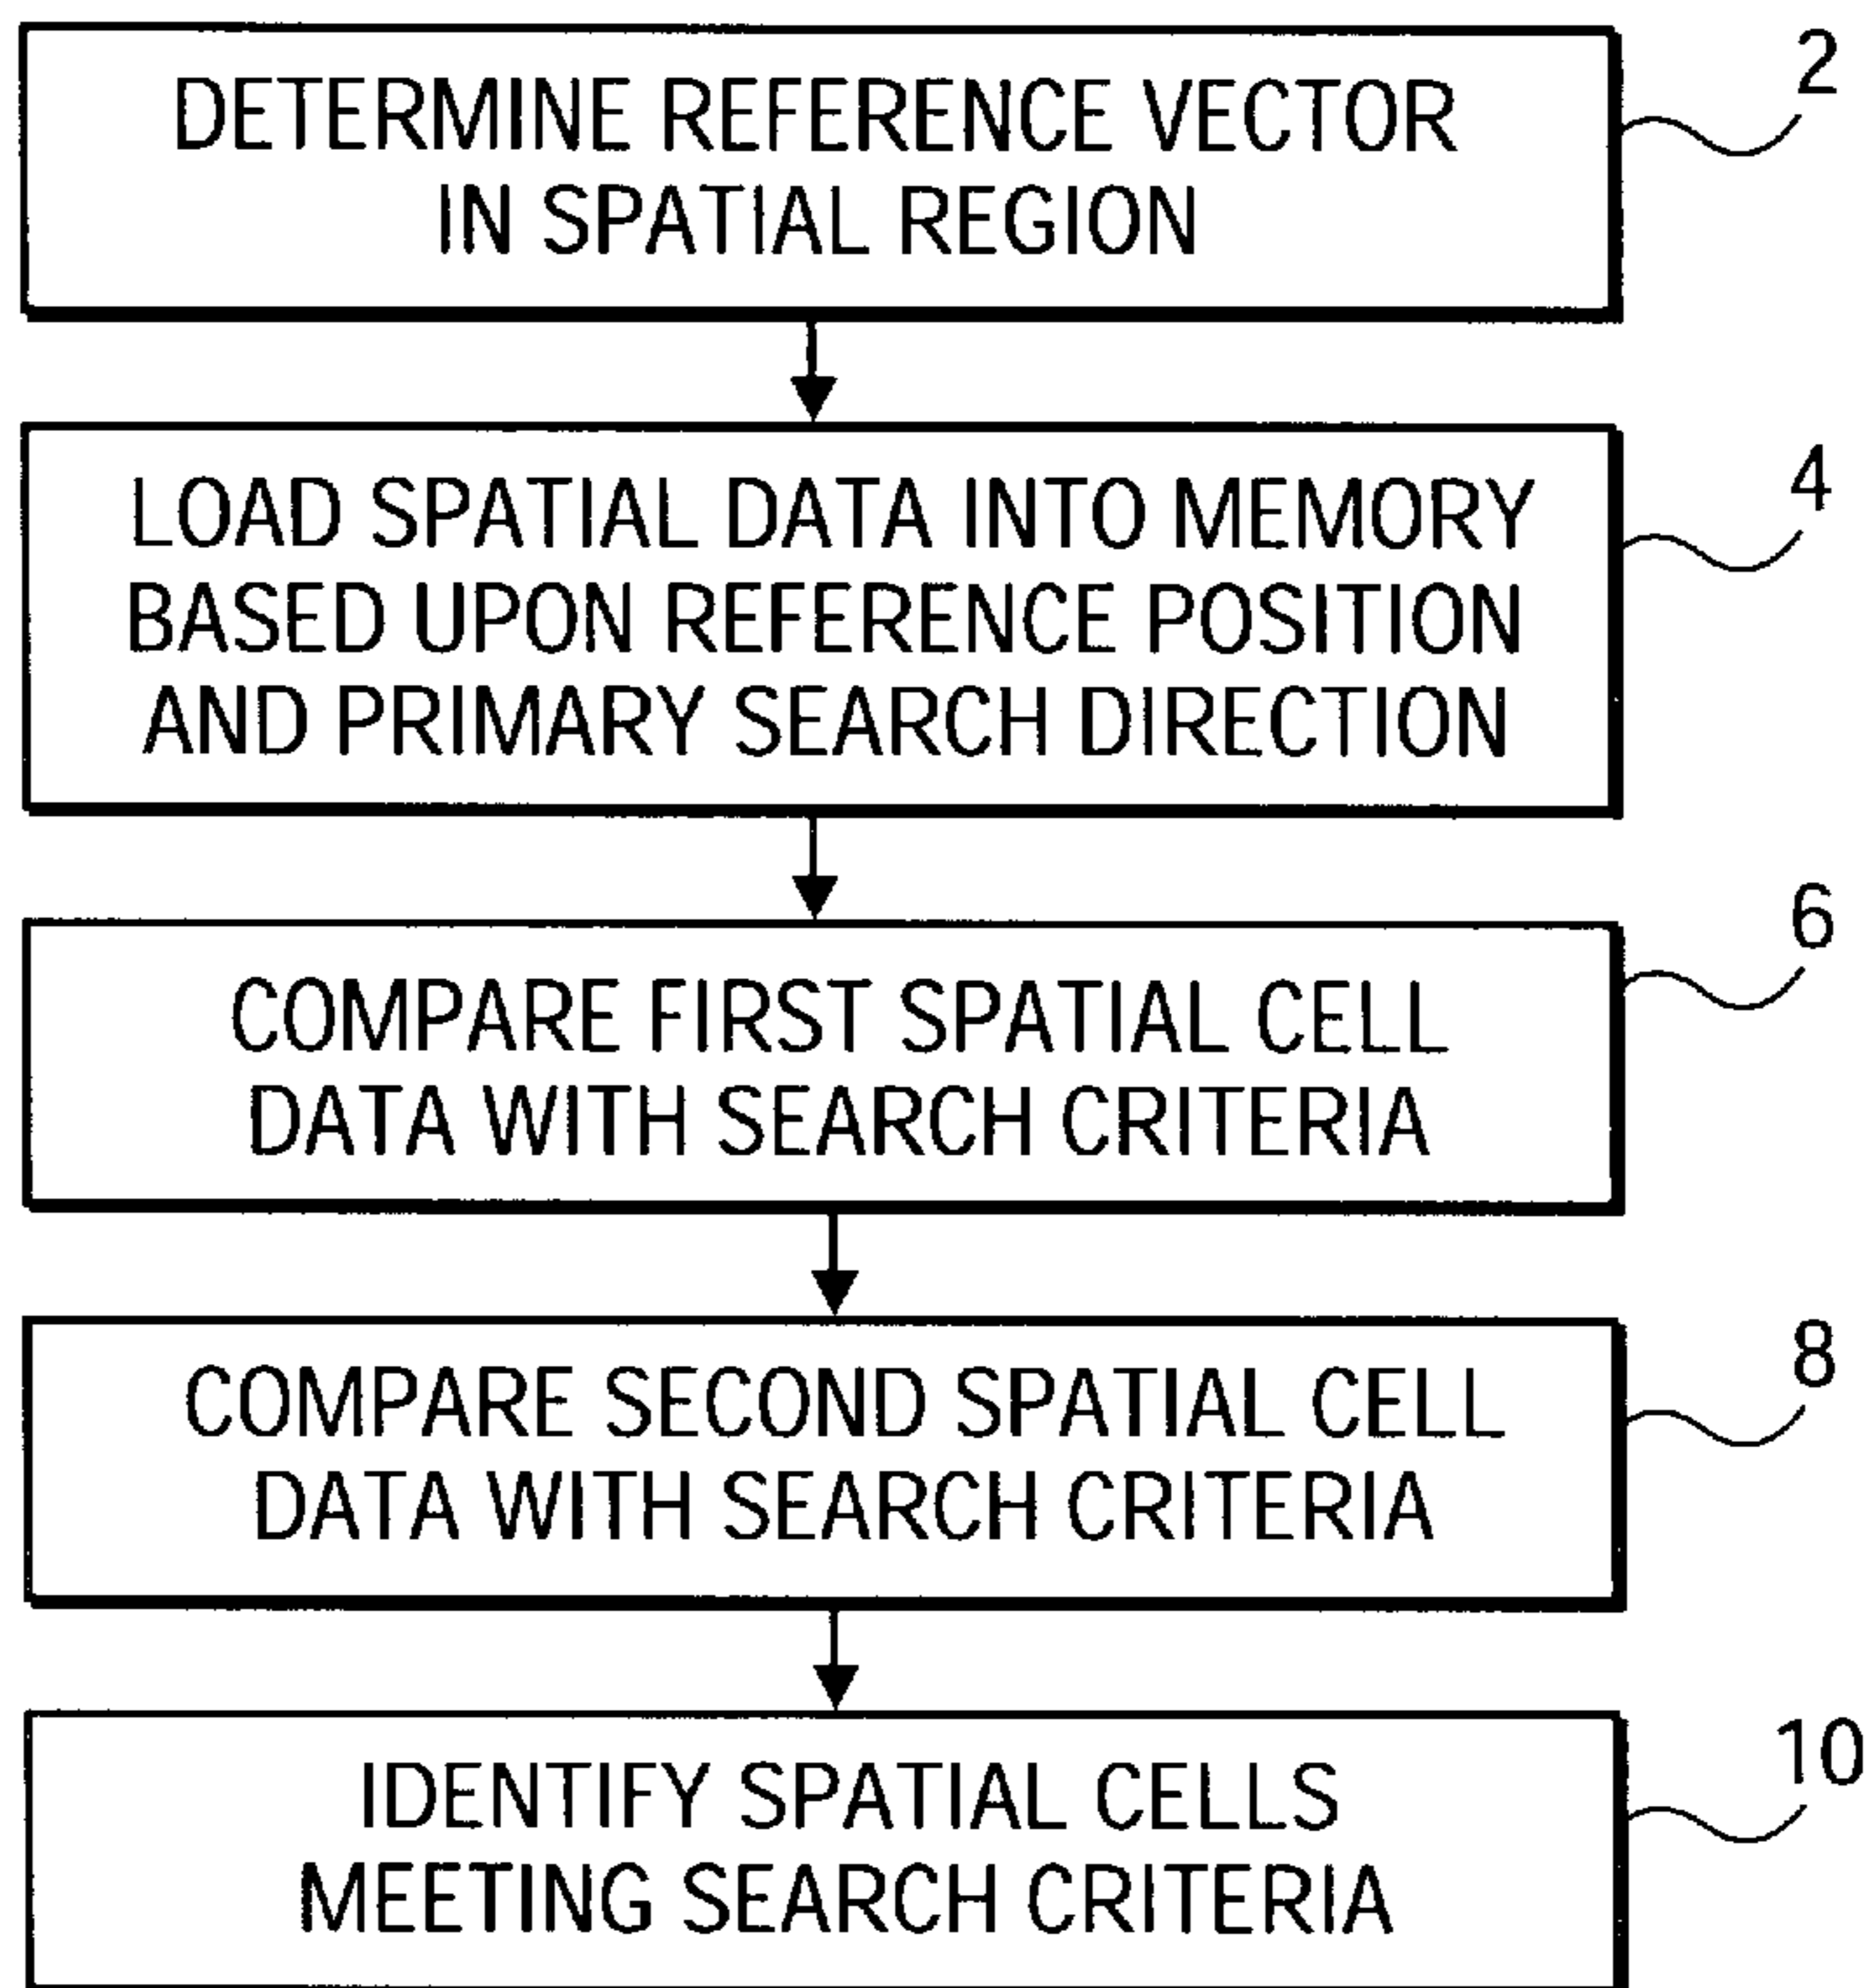 DETERMINE REFERENCE VECTOR
IN SPATIAL REGION
2
LOAD SPATIAL DATA INTO MEMORY
BASED UPON REFERENCE POSITION
AND PRIMARY SEARCH DIRECTION
4
COMPARE FIRST SPATIAL CELL
DATA WITH SEARCH CRITERIA
6
COMPARE SECOND SPATIAL CELL
DATA WITH SEARCH CRITERIA
8
IDENTIFY SPATIAL CELLS
MEETING SEARCH CRITERIA
10